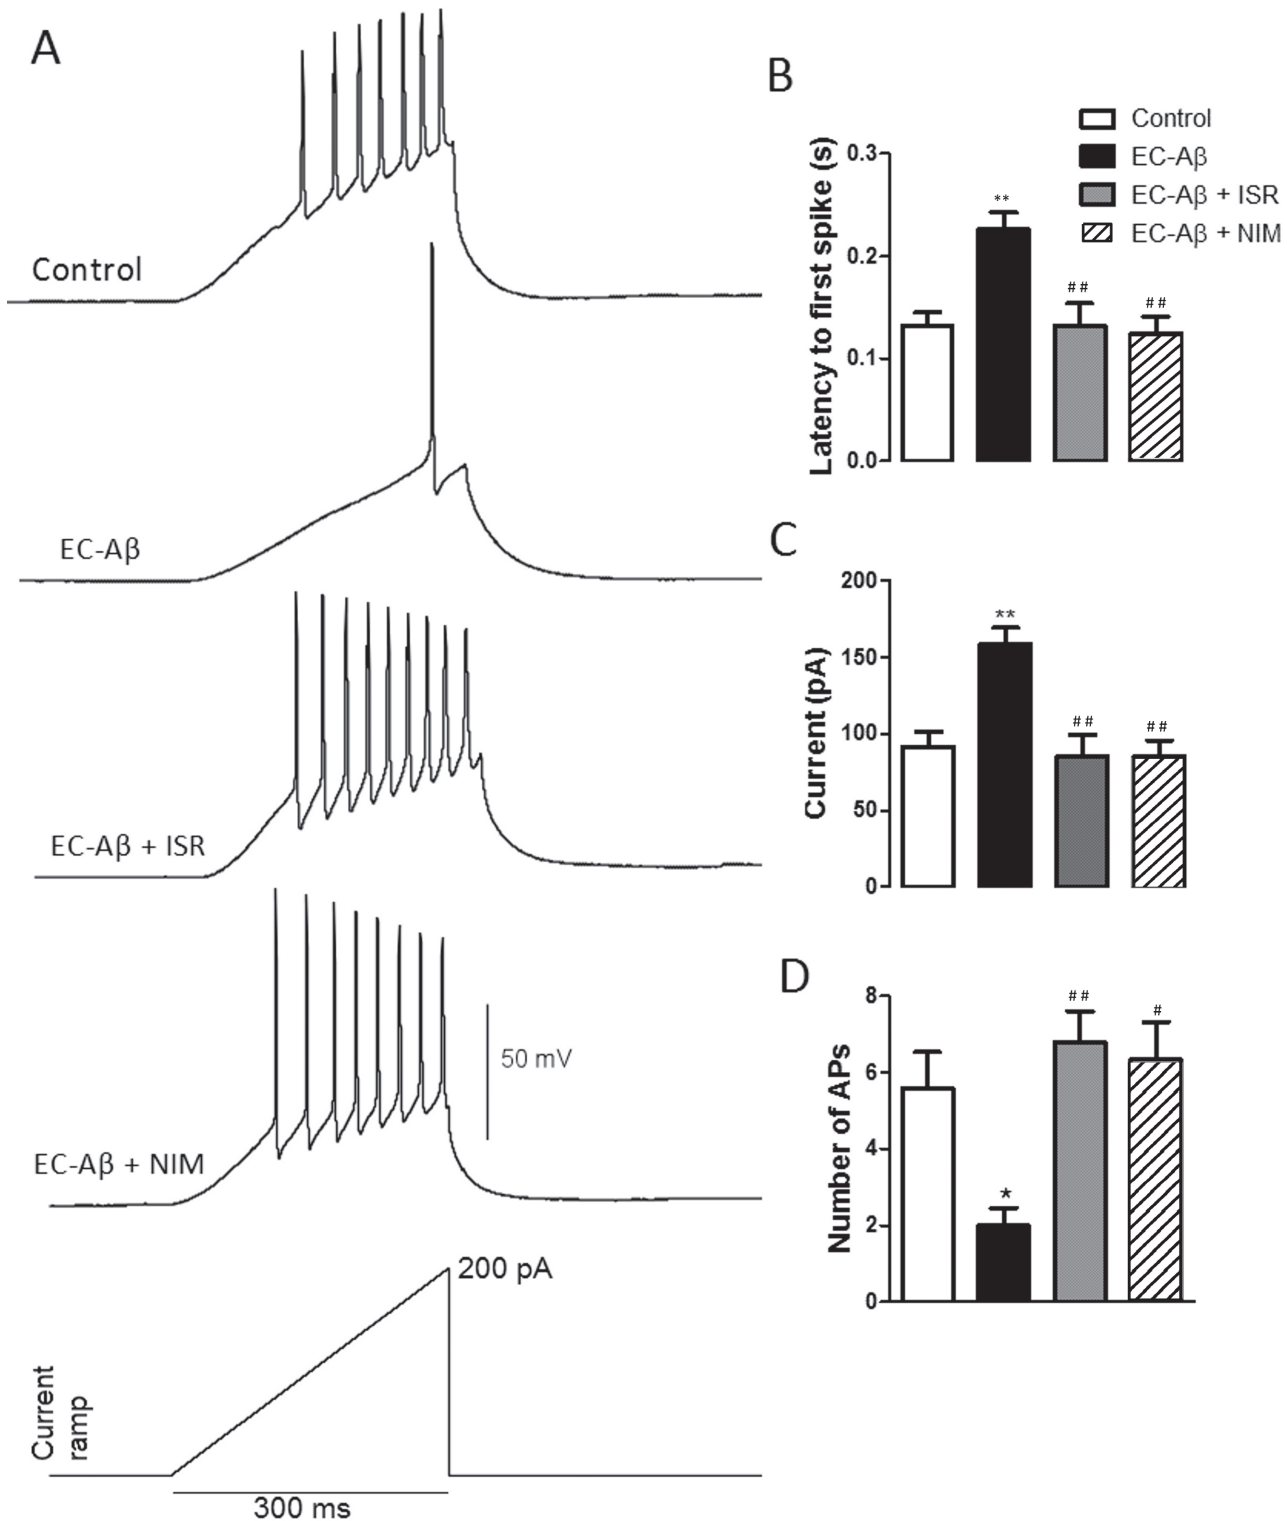 A
Control
EC-Aβ
EC-Aβ + ISR
EC-Aβ + NIM
50 mV
200 pA
Current
ramp
300 ms
B
Control
EC-Aβ
EC-Aβ + ISR
EC-Aβ + NIM
Latency to first spike (s)
0.3
0.2
0.1
0.0
**
##
##
C
Current (pA)
200
150
100
50
0
**
##
##
D
Number of APs
8
6
4
2
0
*
##
#